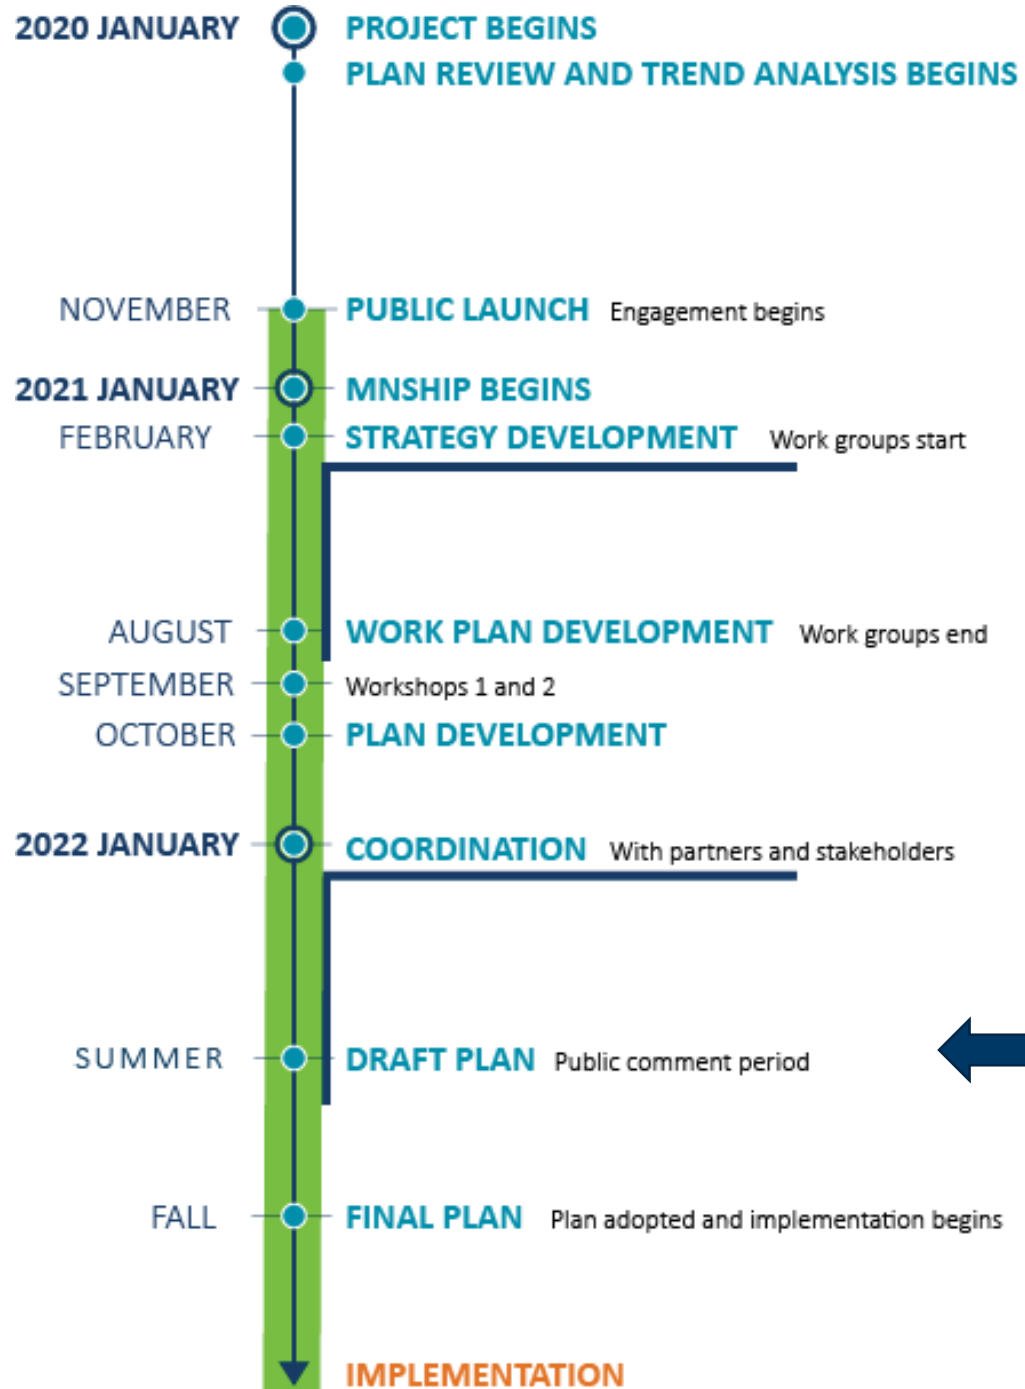 2020 JANUARY PROJECT BEGINS
PLAN REVIEW AND TREND ANALYSIS BEGINS
NOVEMBER PUBLIC LAUNCH Engagement begins
2021 JANUARY MNSHIP BEGINS
FEBRUARY STRATEGY DEVELOPMENT Work groups start
AUGUST WORK PLAN DEVELOPMENT Work groups end
SEPTEMBER Workshops 1 and 2
OCTOBER PLAN DEVELOPMENT
2022 JANUARY COORDINATION With partners and stakeholders
SUMMER DRAFT PLAN Public comment period
FALL FINAL PLAN Plan adopted and implementation begins
IMPLEMENTATION